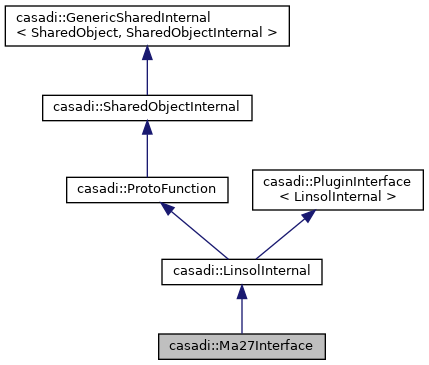 casadi::GenericSharedInternal
< SharedObject, SharedObjectInternal >
casadi::SharedObjectInternal
casadi::ProtoFunction
casadi::PluginInterface
< LinsolInternal >
casadi::LinsolInternal
casadi::Ma27Interface